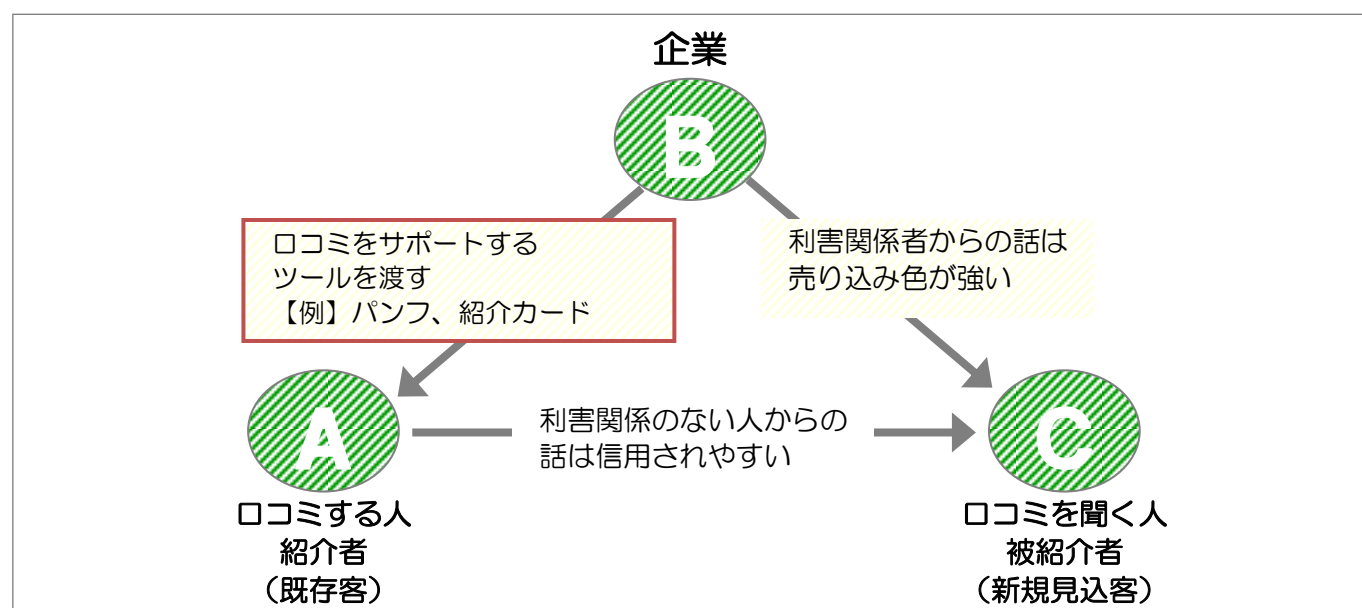 企業
B
口コミをサポートする
ツールを渡す
【例】パンフ、紹介カード
利害関係者からの話は
売り込み色が強い
A
利害関係のない人からの
話は信用されやすい
C
口コミする人
紹介者
（既存客）
口コミを聞く人
被紹介者
（新規見込客）